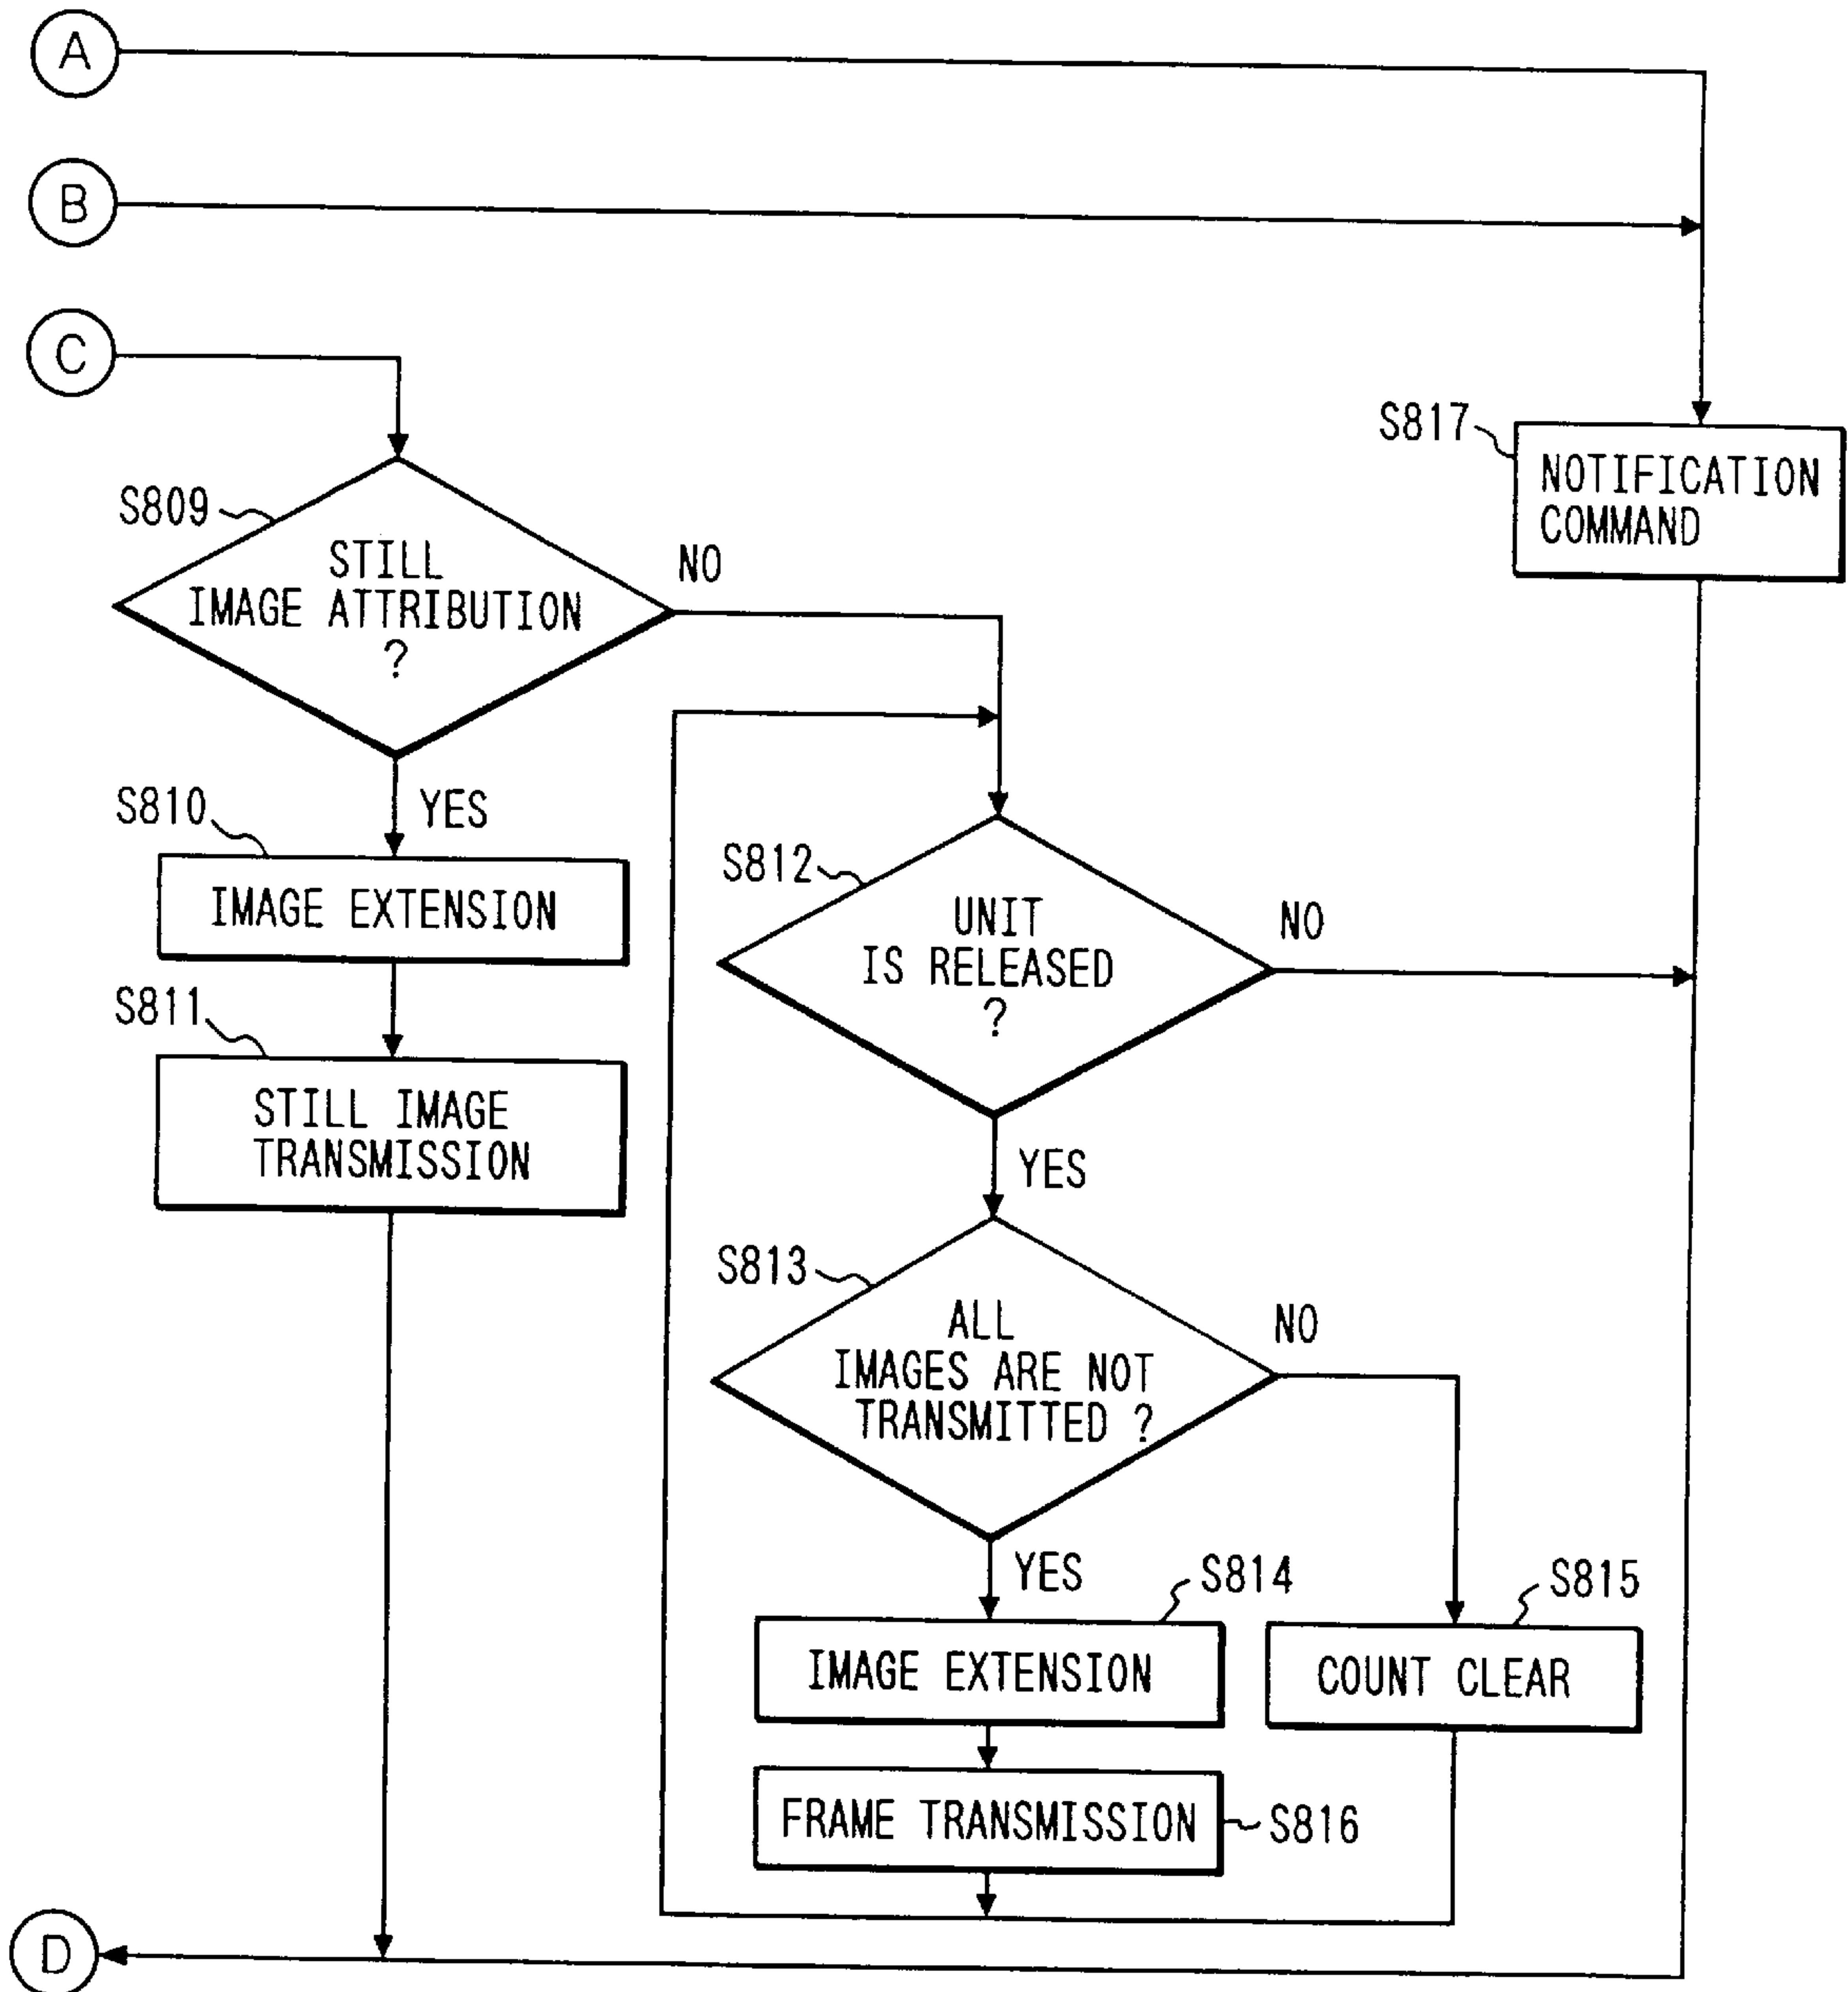 A
B
C
S817
NOTIFICATION
COMMAND
S809
STILL
IMAGE ATTRIBUTION
?
NO
YES
S810
IMAGE EXTENSION
S811
STILL IMAGE
TRANSMISSION
S812
UNIT
IS RELEASED
?
NO
YES
S813
ALL
IMAGES ARE NOT
TRANSMITTED ?
NO
YES
S814
IMAGE EXTENSION
S815
COUNT CLEAR
FRAME TRANSMISSION
S816
D